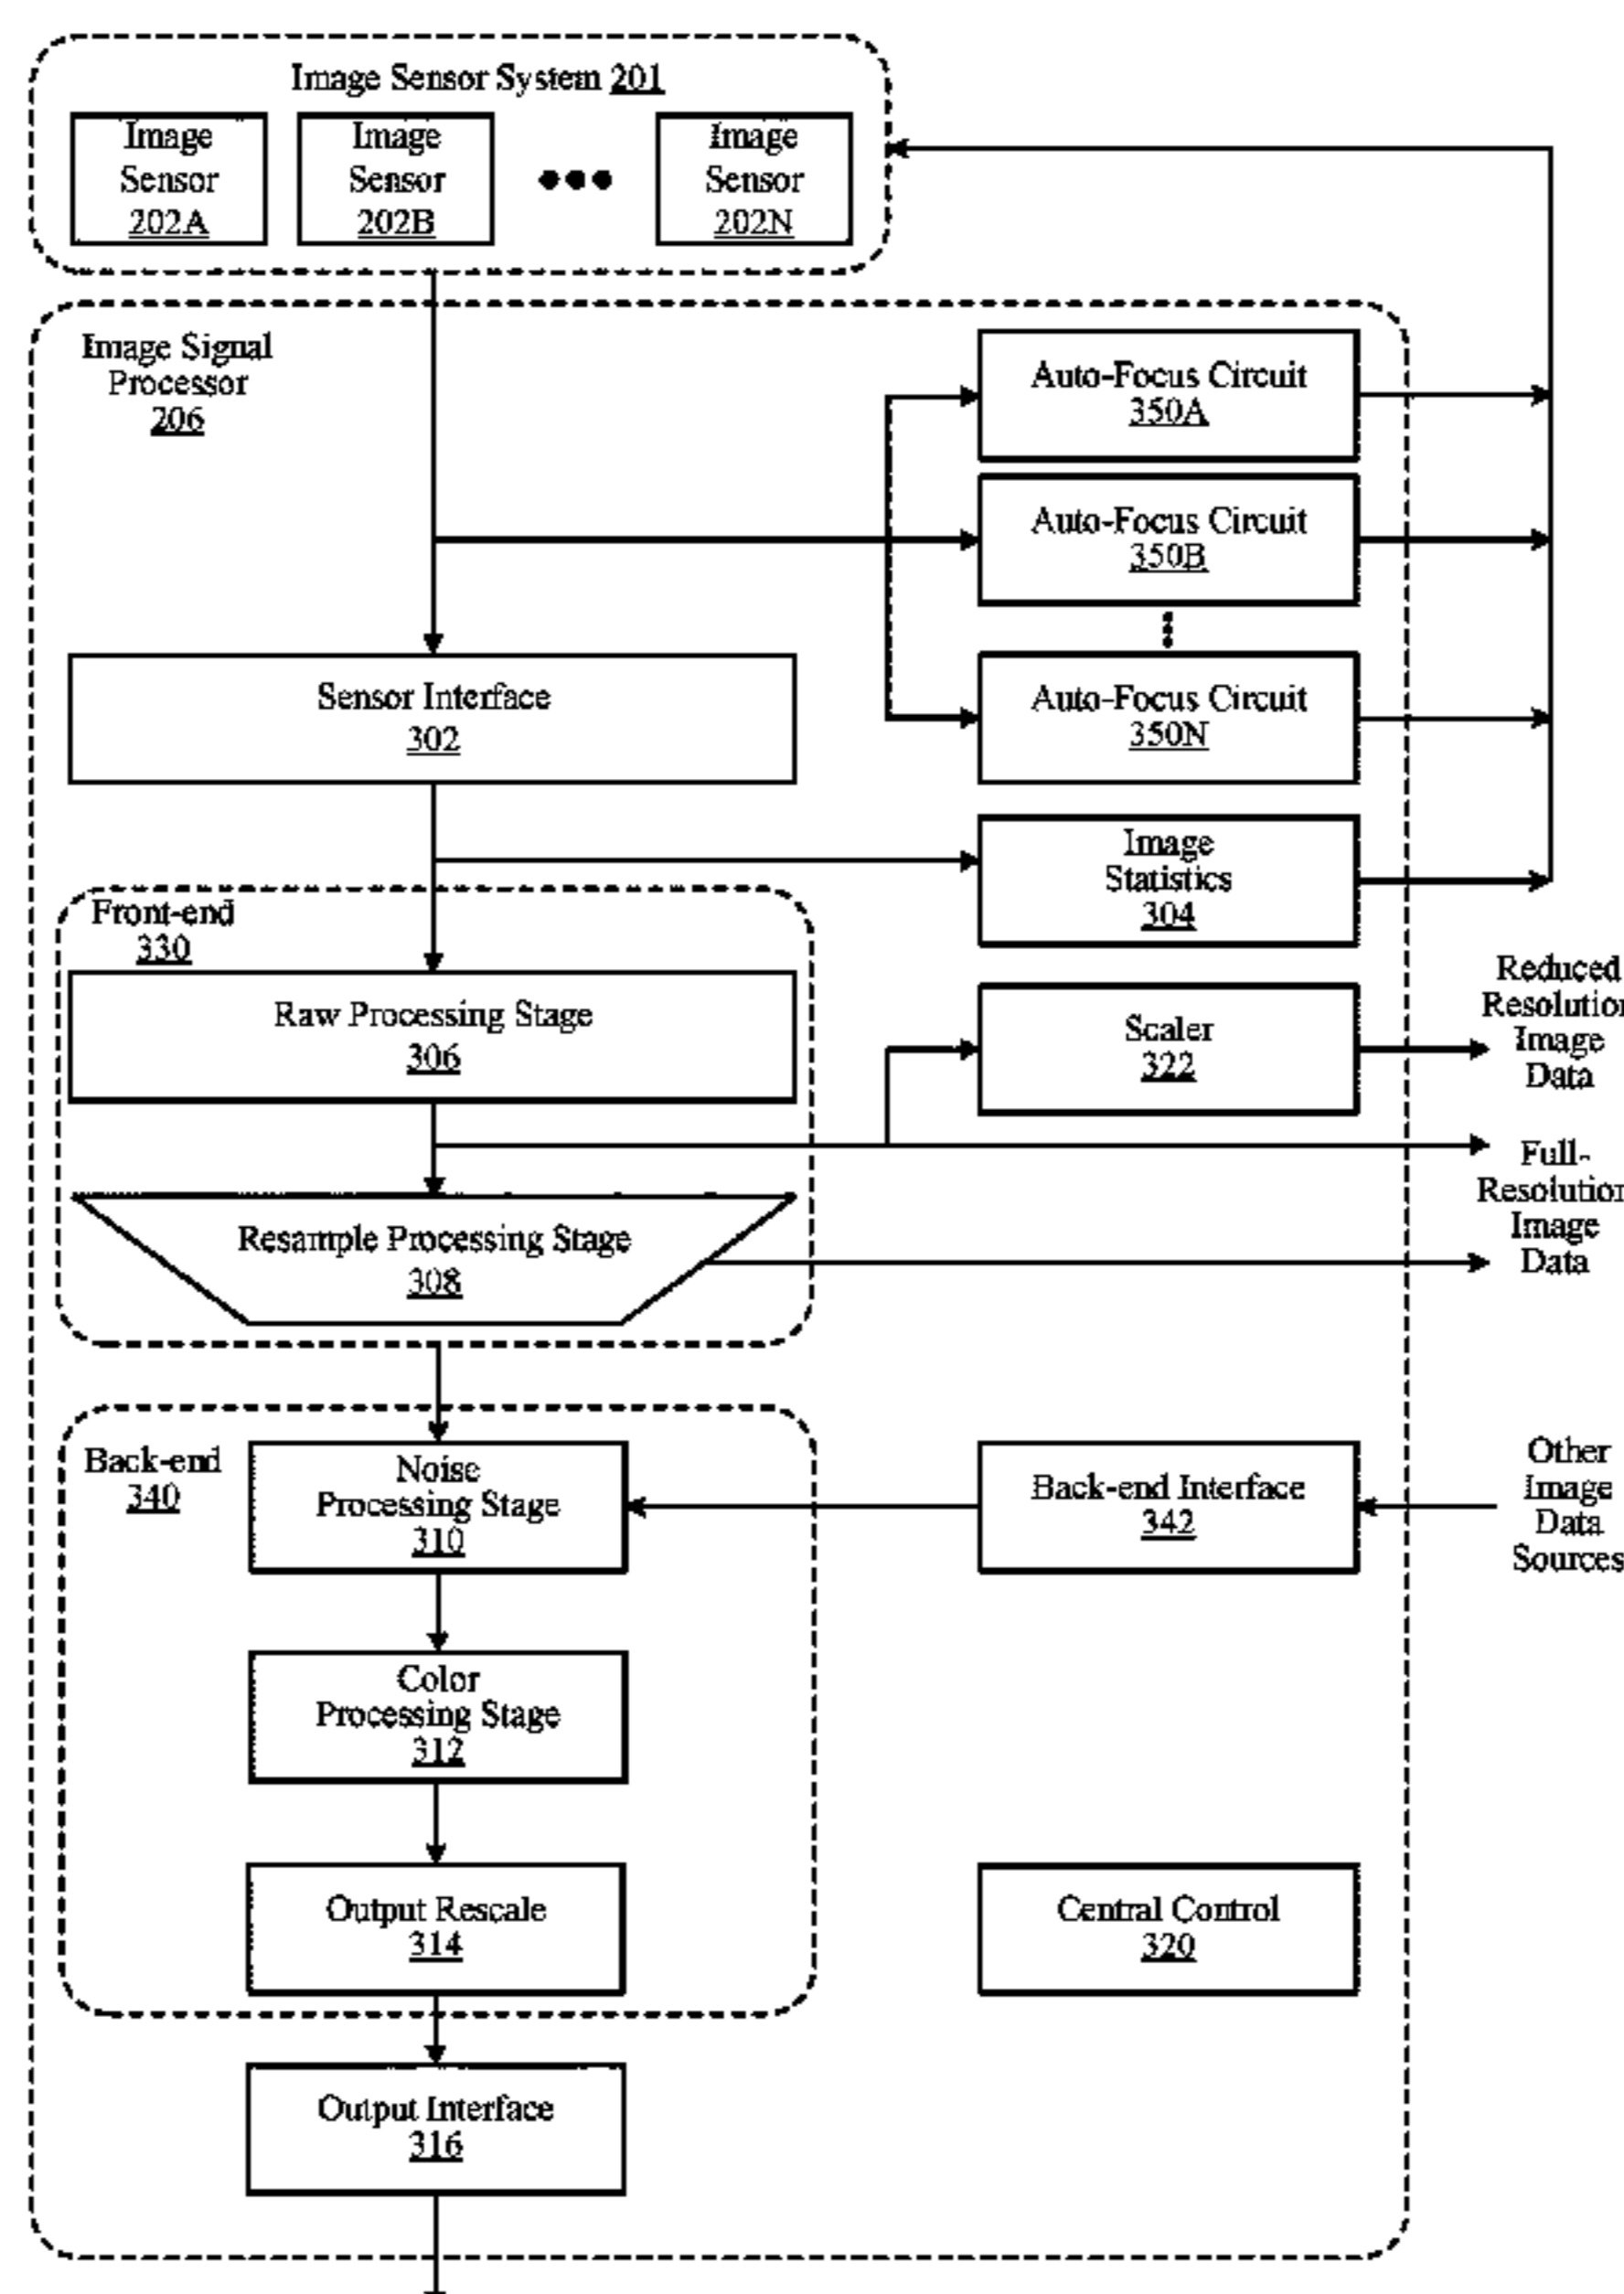 Image Sensor System 201
Image
Sensor
202A
Image
Sensor
202B
Image
Sensor
202N
Image Signal
Processor
206
Auto-Focus Circuit
350A
Auto-Focus Circuit
350B
Auto-Focus Circuit
350N
Sensor Interface
302
Image
Statistics
304
Front-end
330
Raw Processing Stage
306
Scaler
322
Reduced
Resolution
Image
Data
Full-
Resolution
Image
Data
Resample Processing Stage
308
Back-end
340
Noise
Processing Stage
310
Back-end Interface
342
Other
Image
Data
Sources
Color
Processing Stage
312
Output Rescale
314
Central Control
320
Output Interface
316